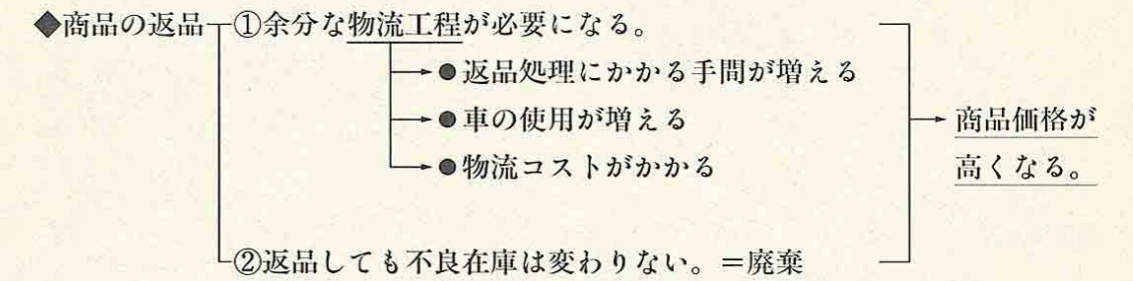 ◆商品の返品 ①余分な物流工程が必要になる。
●返品処理にかかる手間が増える
●車の使用が増える
●物流コストがかかる
商品価格が
高くなる。
②返品しても不良在庫は変わりない。＝廃棄